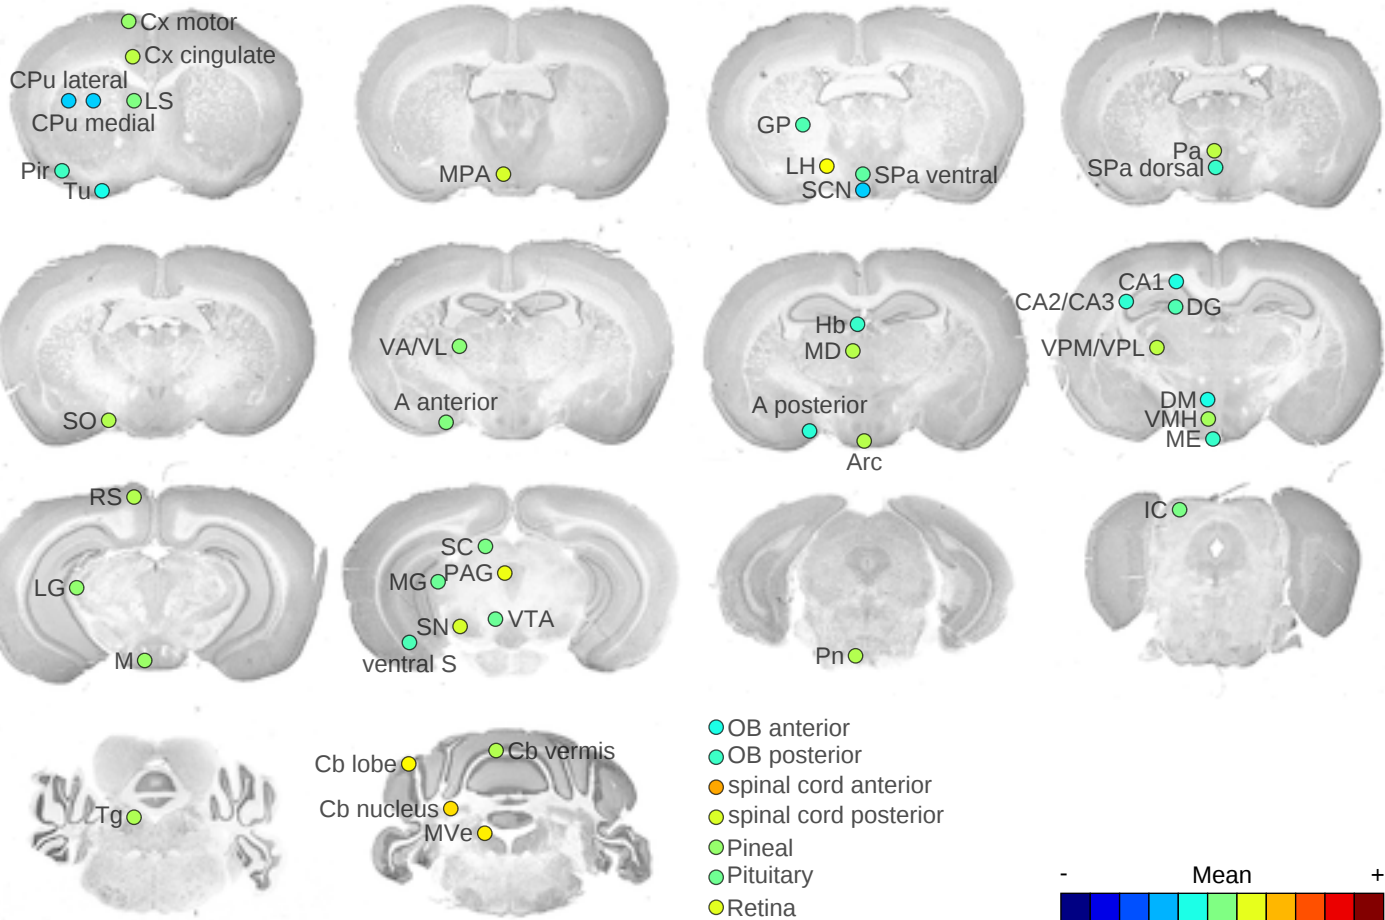 Cx motor
Cx cingulate
CPu lateral
LS
CPu medial
Pir
Tu
MPA
GP
LH
SPa ventral
SCN
Pa
SPa dorsal
SO
VA/VL
A anterior
Hb
MD
A posterior
Arc
CA1
CA2/CA3
DG
VPM/VPL
DM
VMH
ME
RS
LG
M
SC
MG
PAG
SN
VTA
ventral S
Pn
IC
Tg
Cb lobe
Cb vermis
Cb nucleus
MVe
OB anterior
OB posterior
spinal cord anterior
spinal cord posterior
Pineal
Pituitary
Retina
- Mean +